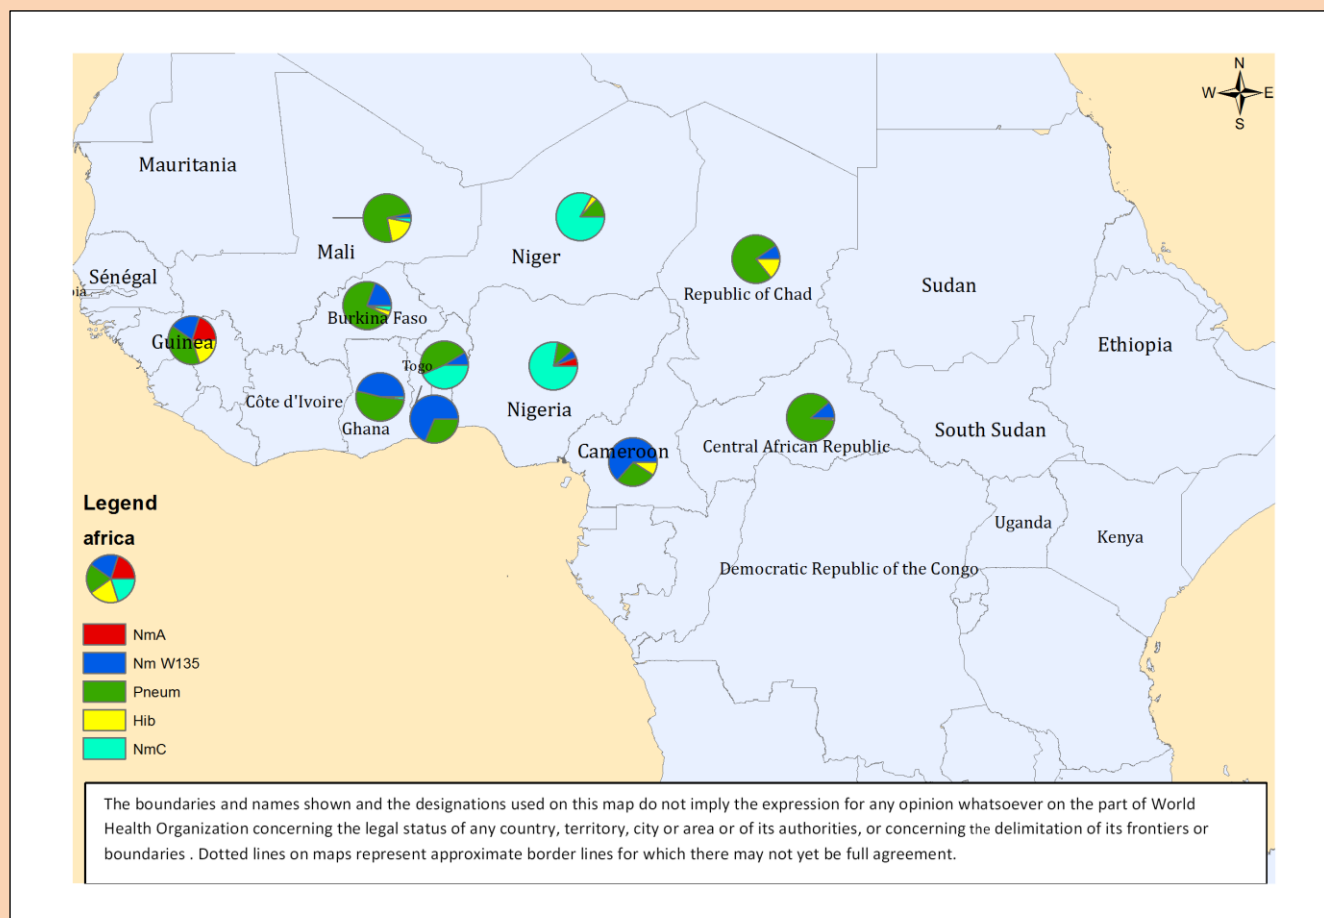 N
W E
S
Mauritania
Mali
Niger
Republic of Chad
Sudan
Sénégal
Burkina Faso
Guinea
Togo
Ethiopia
Côte d'Ivoire
Ghana
Nigeria
Cameroon
Central African Republic
South Sudan
Uganda
Kenya
Democratic Republic of the Congo
Legend
africa
NmA
Nm W135
Pneum
Hib
NmC
The boundaries and names shown and the designations used on this map do not imply the expression for any opinion whatsoever on the part of World
Health Organization concerning the legal status of any country, territory, city or area or of its authorities, or concerning the delimitation of its frontiers or
boundaries . Dotted lines on maps represent approximate border lines for which there may not yet be full agreement.